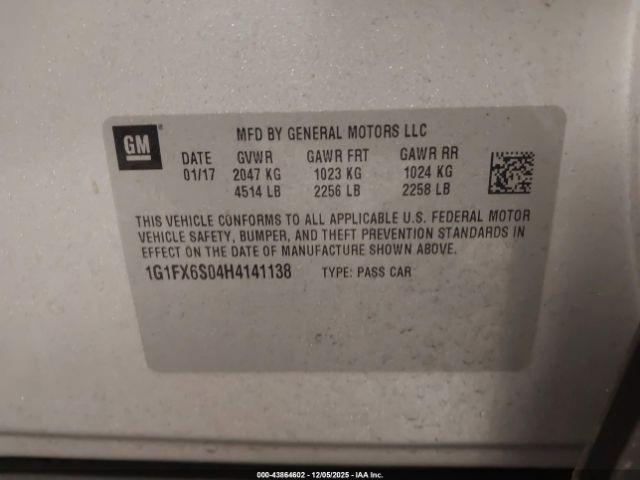 GM
MFD BY GENERAL MOTORS LLC
DATE GVWR GAWR FRT GAWR RR
01/17 2047 KG 1023 KG 1024 KG
4514 LB 2256 LB 2258 LB
THIS VEHICLE CONFORMS TO ALL APPLICABLE U.S. FEDERAL MOTOR
VEHICLE SAFETY, BUMPER, AND THEFT PREVENTION STANDARDS IN
EFFECT ON THE DATE OF MANUFACTURE SHOWN ABOVE.
1G1FX6S04H4141138 TYPE: PASS CAR
000-43864602 - 12/05/2025 - IAA Inc.